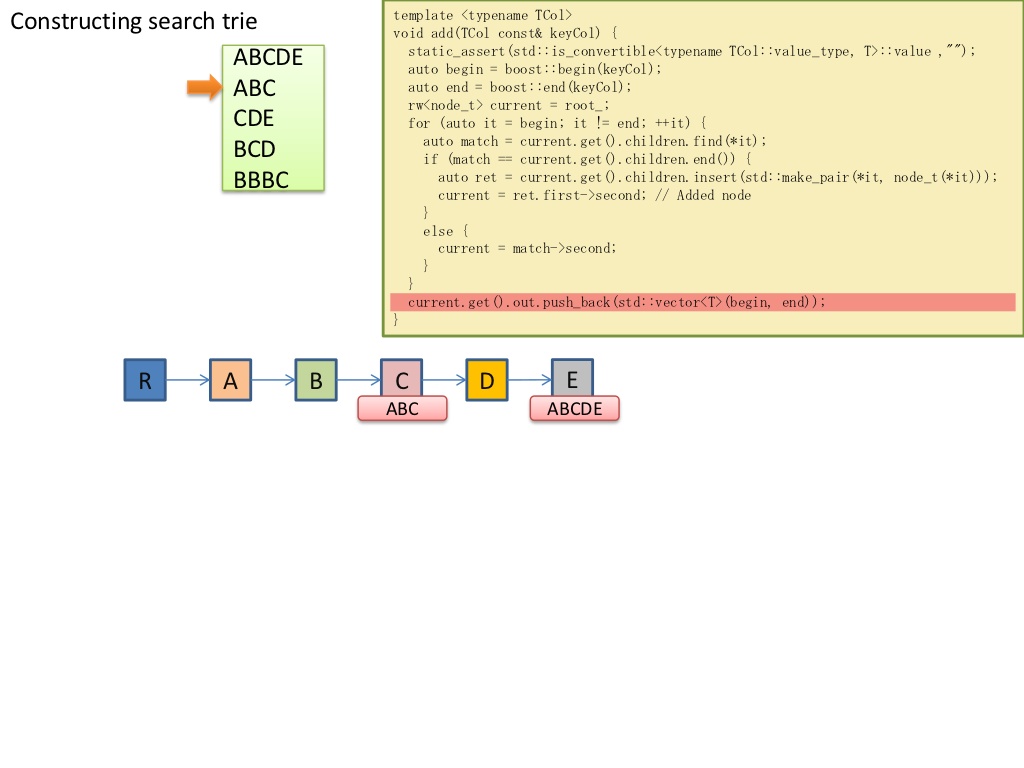 Constructing search trie
ABCDE
ABC
CDE
BCD
BBBC
template <typename TCol>
void add(TCol const& keyCol) {
  static_assert(std::is_convertible<typename TCol::value_type, T>::value ,"");
  auto begin = boost::begin(keyCol);
  auto end = boost::end(keyCol);
  rw<node_t> current = root_;
  for (auto it = begin; it != end; ++it) {
    auto match = current.get().children.find(*it);
    if (match == current.get().children.end()) {
      auto ret = current.get().children.insert(std::make_pair(*it, node_t(*it)));
      current = ret.first->second; // Added node
    }
    else {
      current = match->second;
    }
  }
  current.get().out.push_back(std::vector<T>(begin, end));
}
R A B C D E
ABC ABCDE